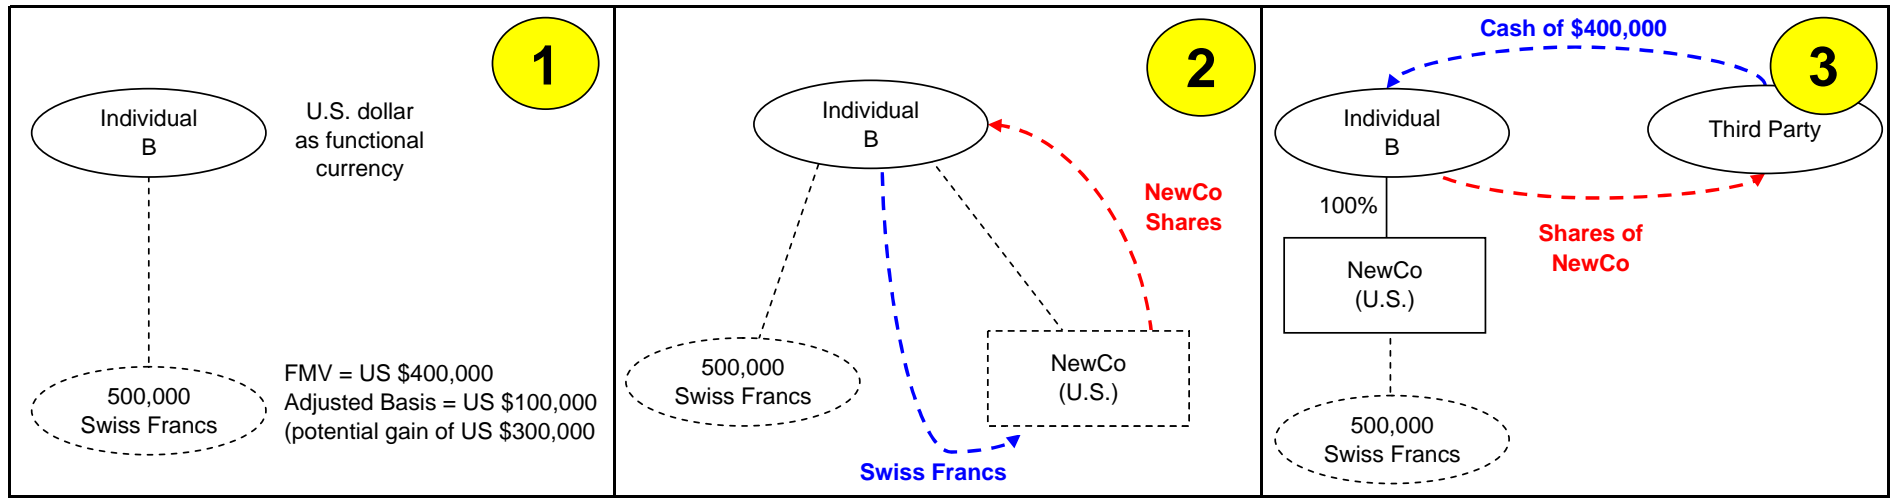 1
Individual
B
U.S. dollar
as functional
currency
500,000
Swiss Francs
FMV = US $400,000
Adjusted Basis = US $100,000
(potential gain of US $300,000
2
Individual
B
NewCo
Shares
500,000
Swiss Francs
NewCo
(U.S.)
Swiss Francs
3
Cash of $400,000
Individual
B
Third Party
100%
Shares of
NewCo
NewCo
(U.S.)
500,000
Swiss Francs